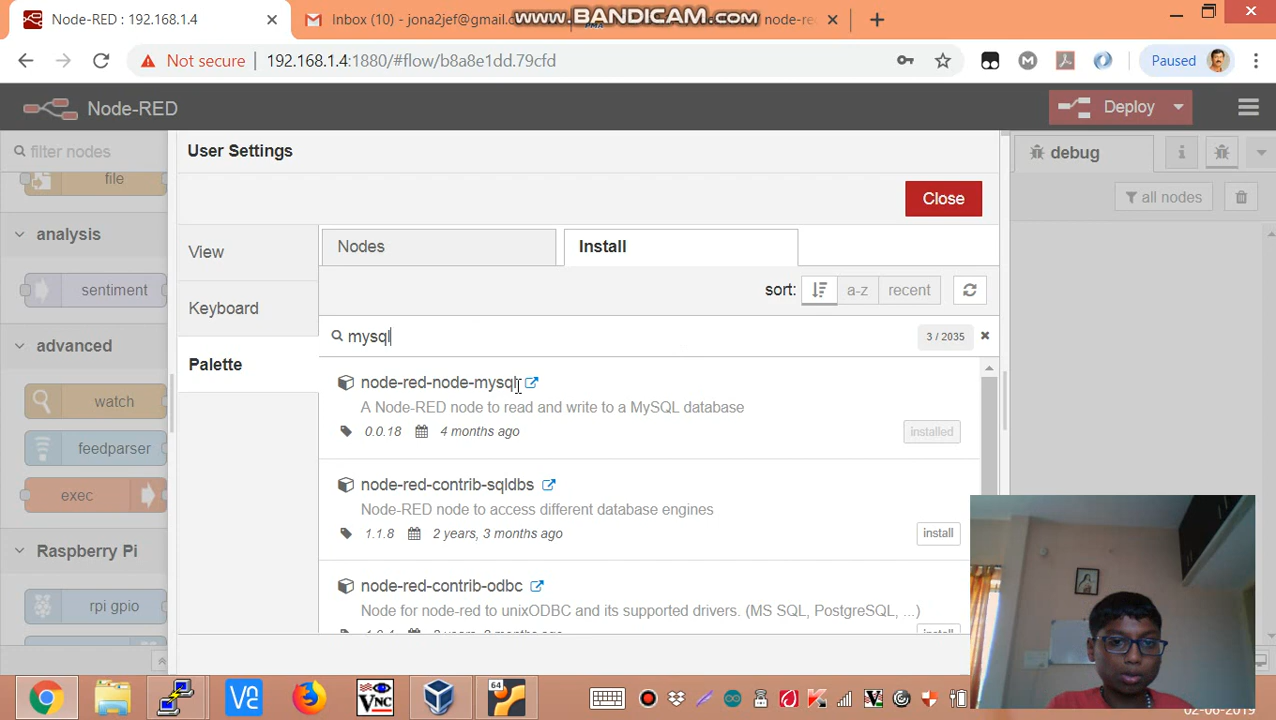 Node-RED : 192.168.1.4
Inbox (10) - jona2jef@gmail.c
www.BANDICAM.com
node-re
Not secure
192.168.1.4:1880/#flow/b8a8e1dd.79cfd
Paused
Node-RED
Deploy
filter nodes
User Settings
debug
Close
all nodes
file
analysis
sentiment
advanced
watch
feedparser
exec
Raspberry Pi
rpi gpio
View
Keyboard
Palette
Nodes
Install
sort:
a-z
recent
mysql
3 / 2035
node-red-node-mysql
A Node-RED node to read and write to a MySQL database
0.0.18
4 months ago
installed
node-red-contrib-sqldbs
Node-RED node to access different database engines
1.1.8
2 years, 3 months ago
install
node-red-contrib-odbc
Node for node-red to unixODBC and its supported drivers. (MS SQL, PostgreSQL, ...)
02-06-2019